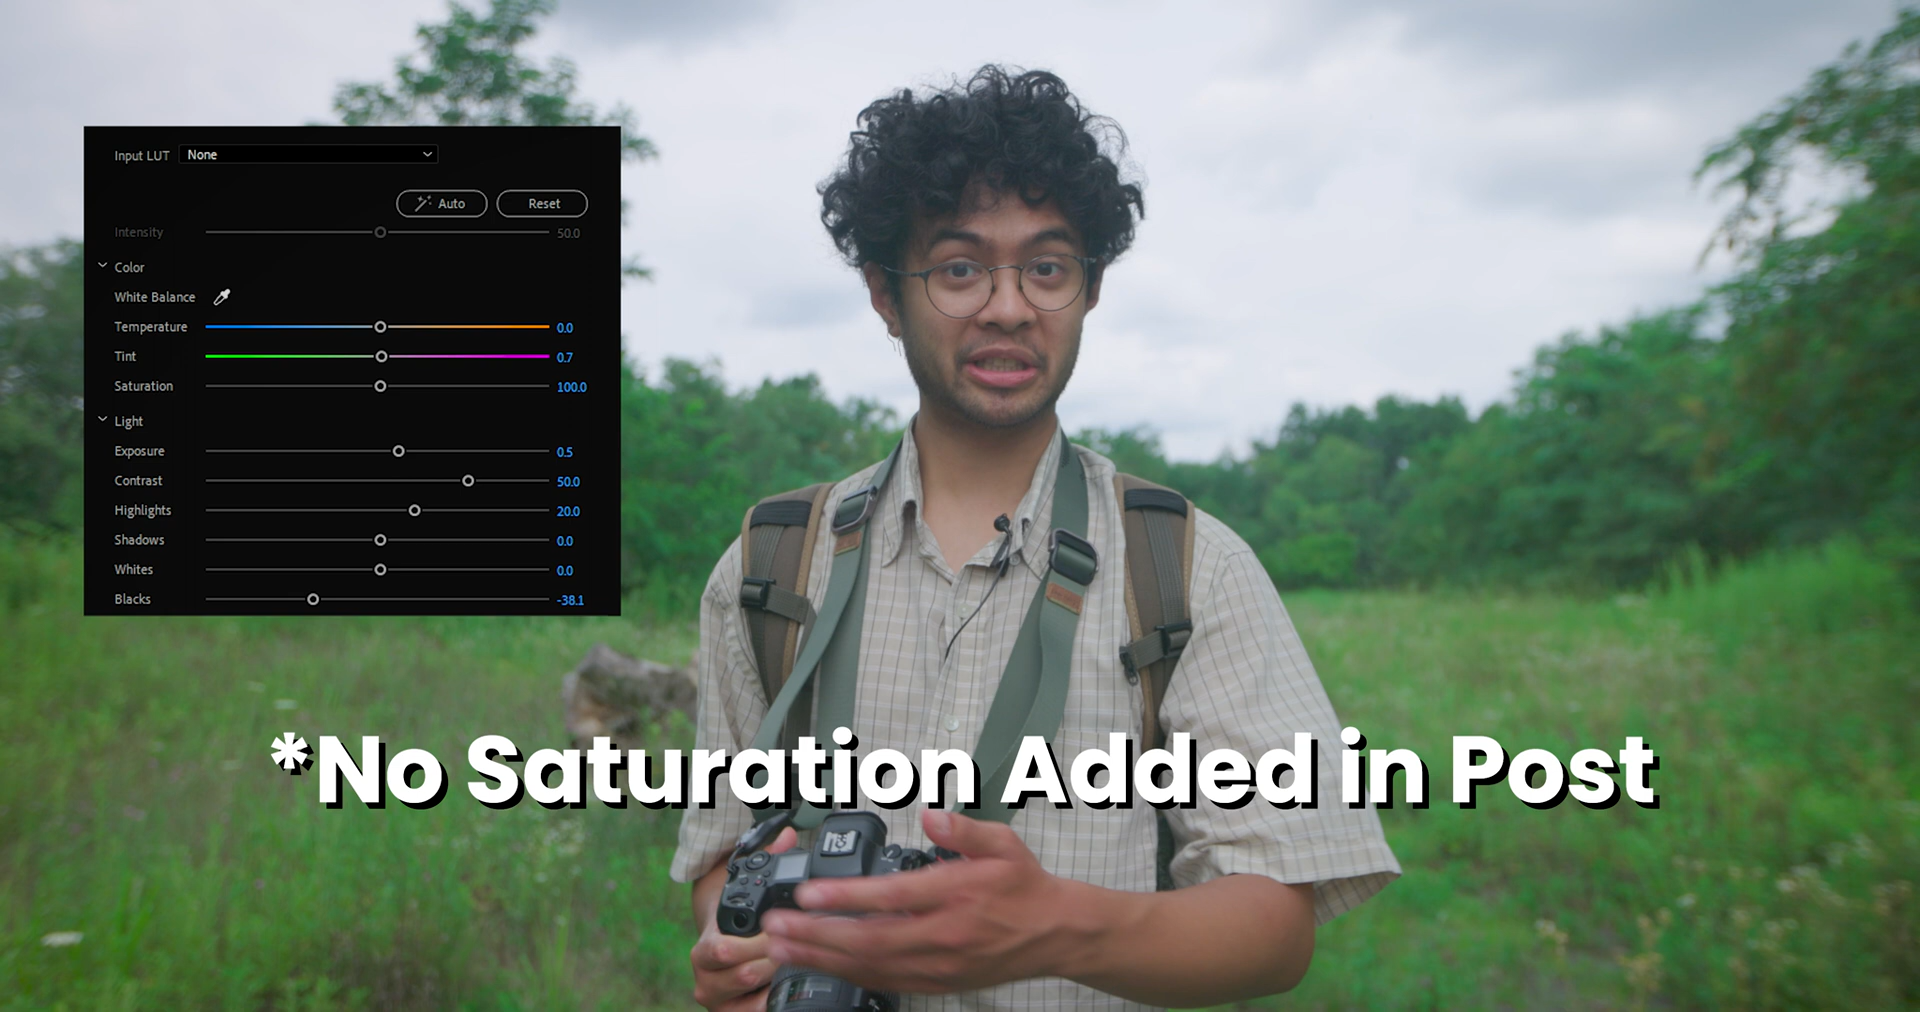 Input LUT None
Auto Reset
Intensity 50.0
Color
White Balance
Temperature 0.0
Tint 0.7
Saturation 100.0
Light
Exposure 0.5
Contrast 50.0
Highlights 20.0
Shadows 0.0
Whites 0.0
Blacks -38.1
*No Saturation Added in Post